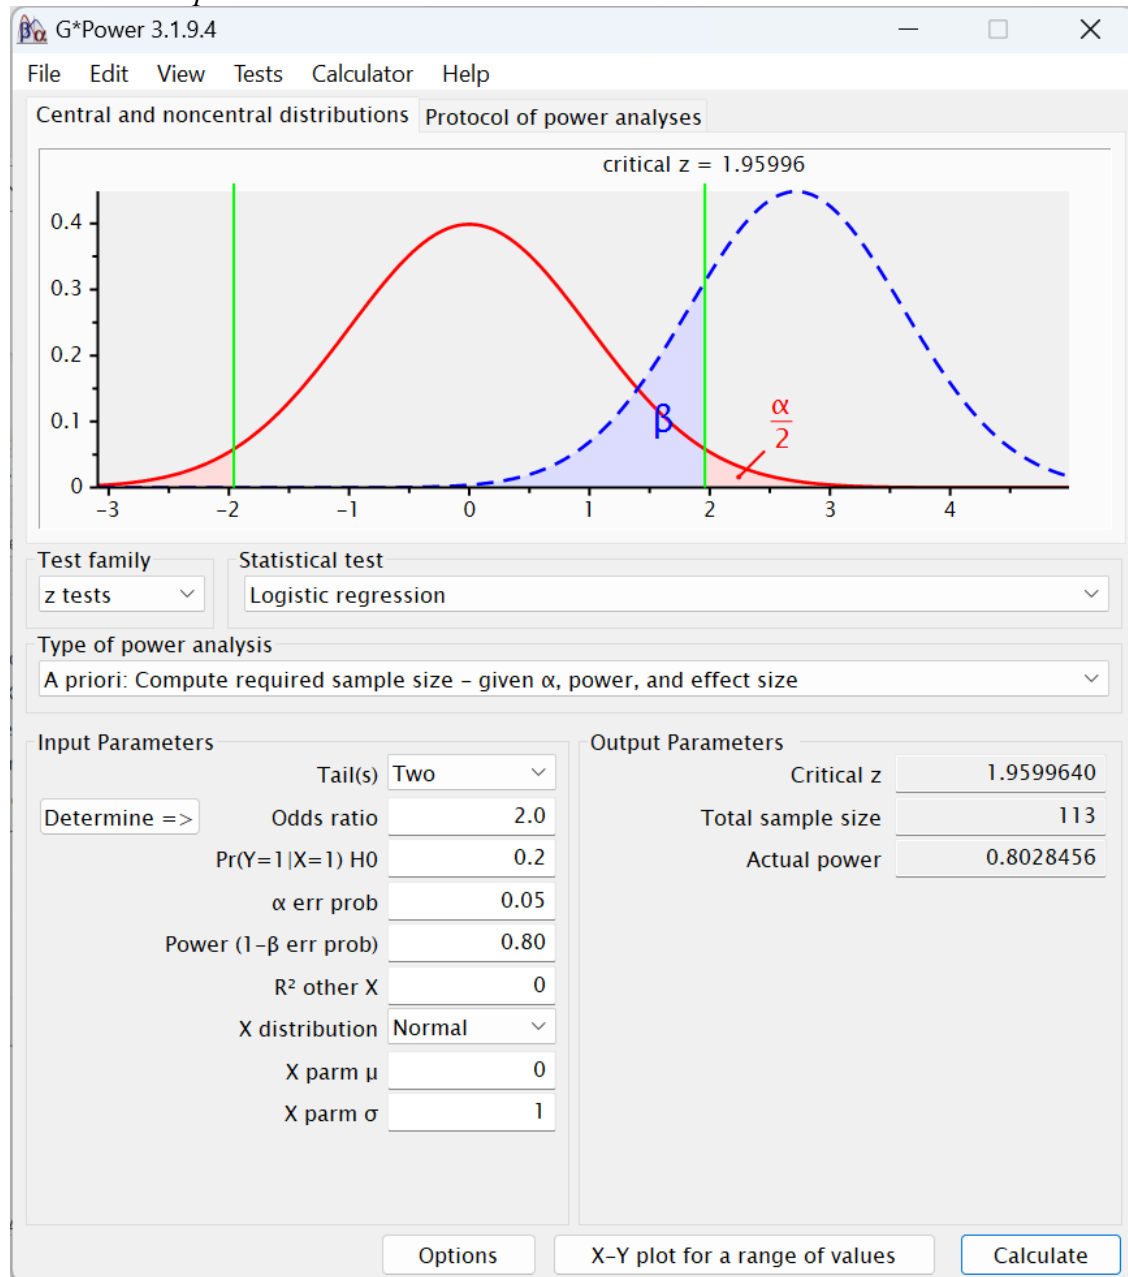 G*Power 3.1.9.4
File Edit View Tests Calculator Help
Central and noncentral distributions Protocol of power analyses
critical z = 1.95996
0.4
0.3
0.2
0.1
0
β
α
2
-3 -2 -1 0 1 2 3 4
Test family Statistical test
z tests Logistic regression
Type of power analysis
A priori: Compute required sample size – given α, power, and effect size
Input Parameters
Tail(s) Two
Determine => Odds ratio 2.0
Pr(Y=1|X=1) H0 0.2
α err prob 0.05
Power (1-β err prob) 0.80
R² other X 0
X distribution Normal
X parm μ 0
X parm σ 1
Output Parameters
Critical z 1.9599640
Total sample size 113
Actual power 0.8028456
Options X-Y plot for a range of values Calculate